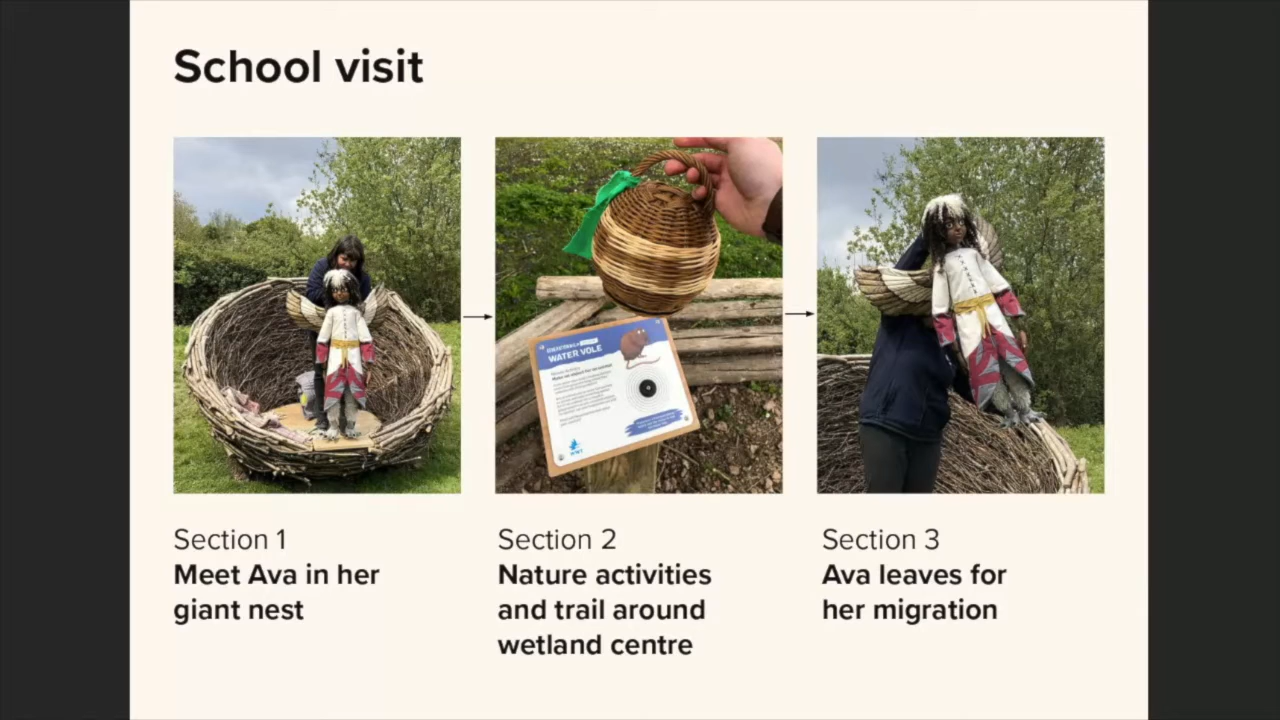 School visit
WATER VOLE
WWT
Section 1
Meet Ava in her
giant nest
Section 2
Nature activities
and trail around
wetland centre
Section 3
Ava leaves for
her migration